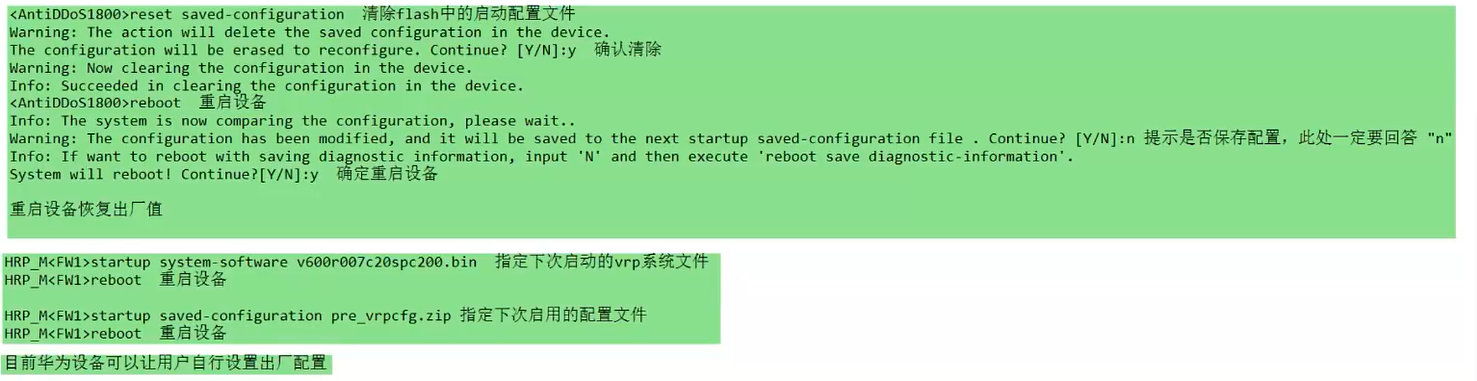 <AntiDDoS1800>reset saved-configuration  清除flash中的启动配置文件
Warning: The action will delete the saved configuration in the device.
The configuration will be erased to reconfigure. Continue? [Y/N]:y  确认清除
Warning: Now clearing the configuration in the device.
Info: Succeeded in clearing the configuration in the device.
<AntiDDoS1800>reboot  重启设备
Info: The system is now comparing the configuration, please wait..
Warning: The configuration has been modified, and it will be saved to the next startup saved-configuration file . Continue? [Y/N]:n 提示是否保存配置，此处一定要回答 "n"
Info: If want to reboot with saving diagnostic information, input 'N' and then execute 'reboot save diagnostic-information'.
System will reboot! Continue?[Y/N]:y  确定重启设备
重启设备恢复出厂值
HRP_M<FW1>startup system-software v600r007c20spc200.bin  指定下次启动的vrp系统文件
HRP_M<FW1>reboot  重启设备
HRP_M<FW1>startup saved-configuration pre_vrpcfg.zip 指定下次启用的配置文件
HRP_M<FW1>reboot  重启设备
目前华为设备可以让用户自行设置出厂配置